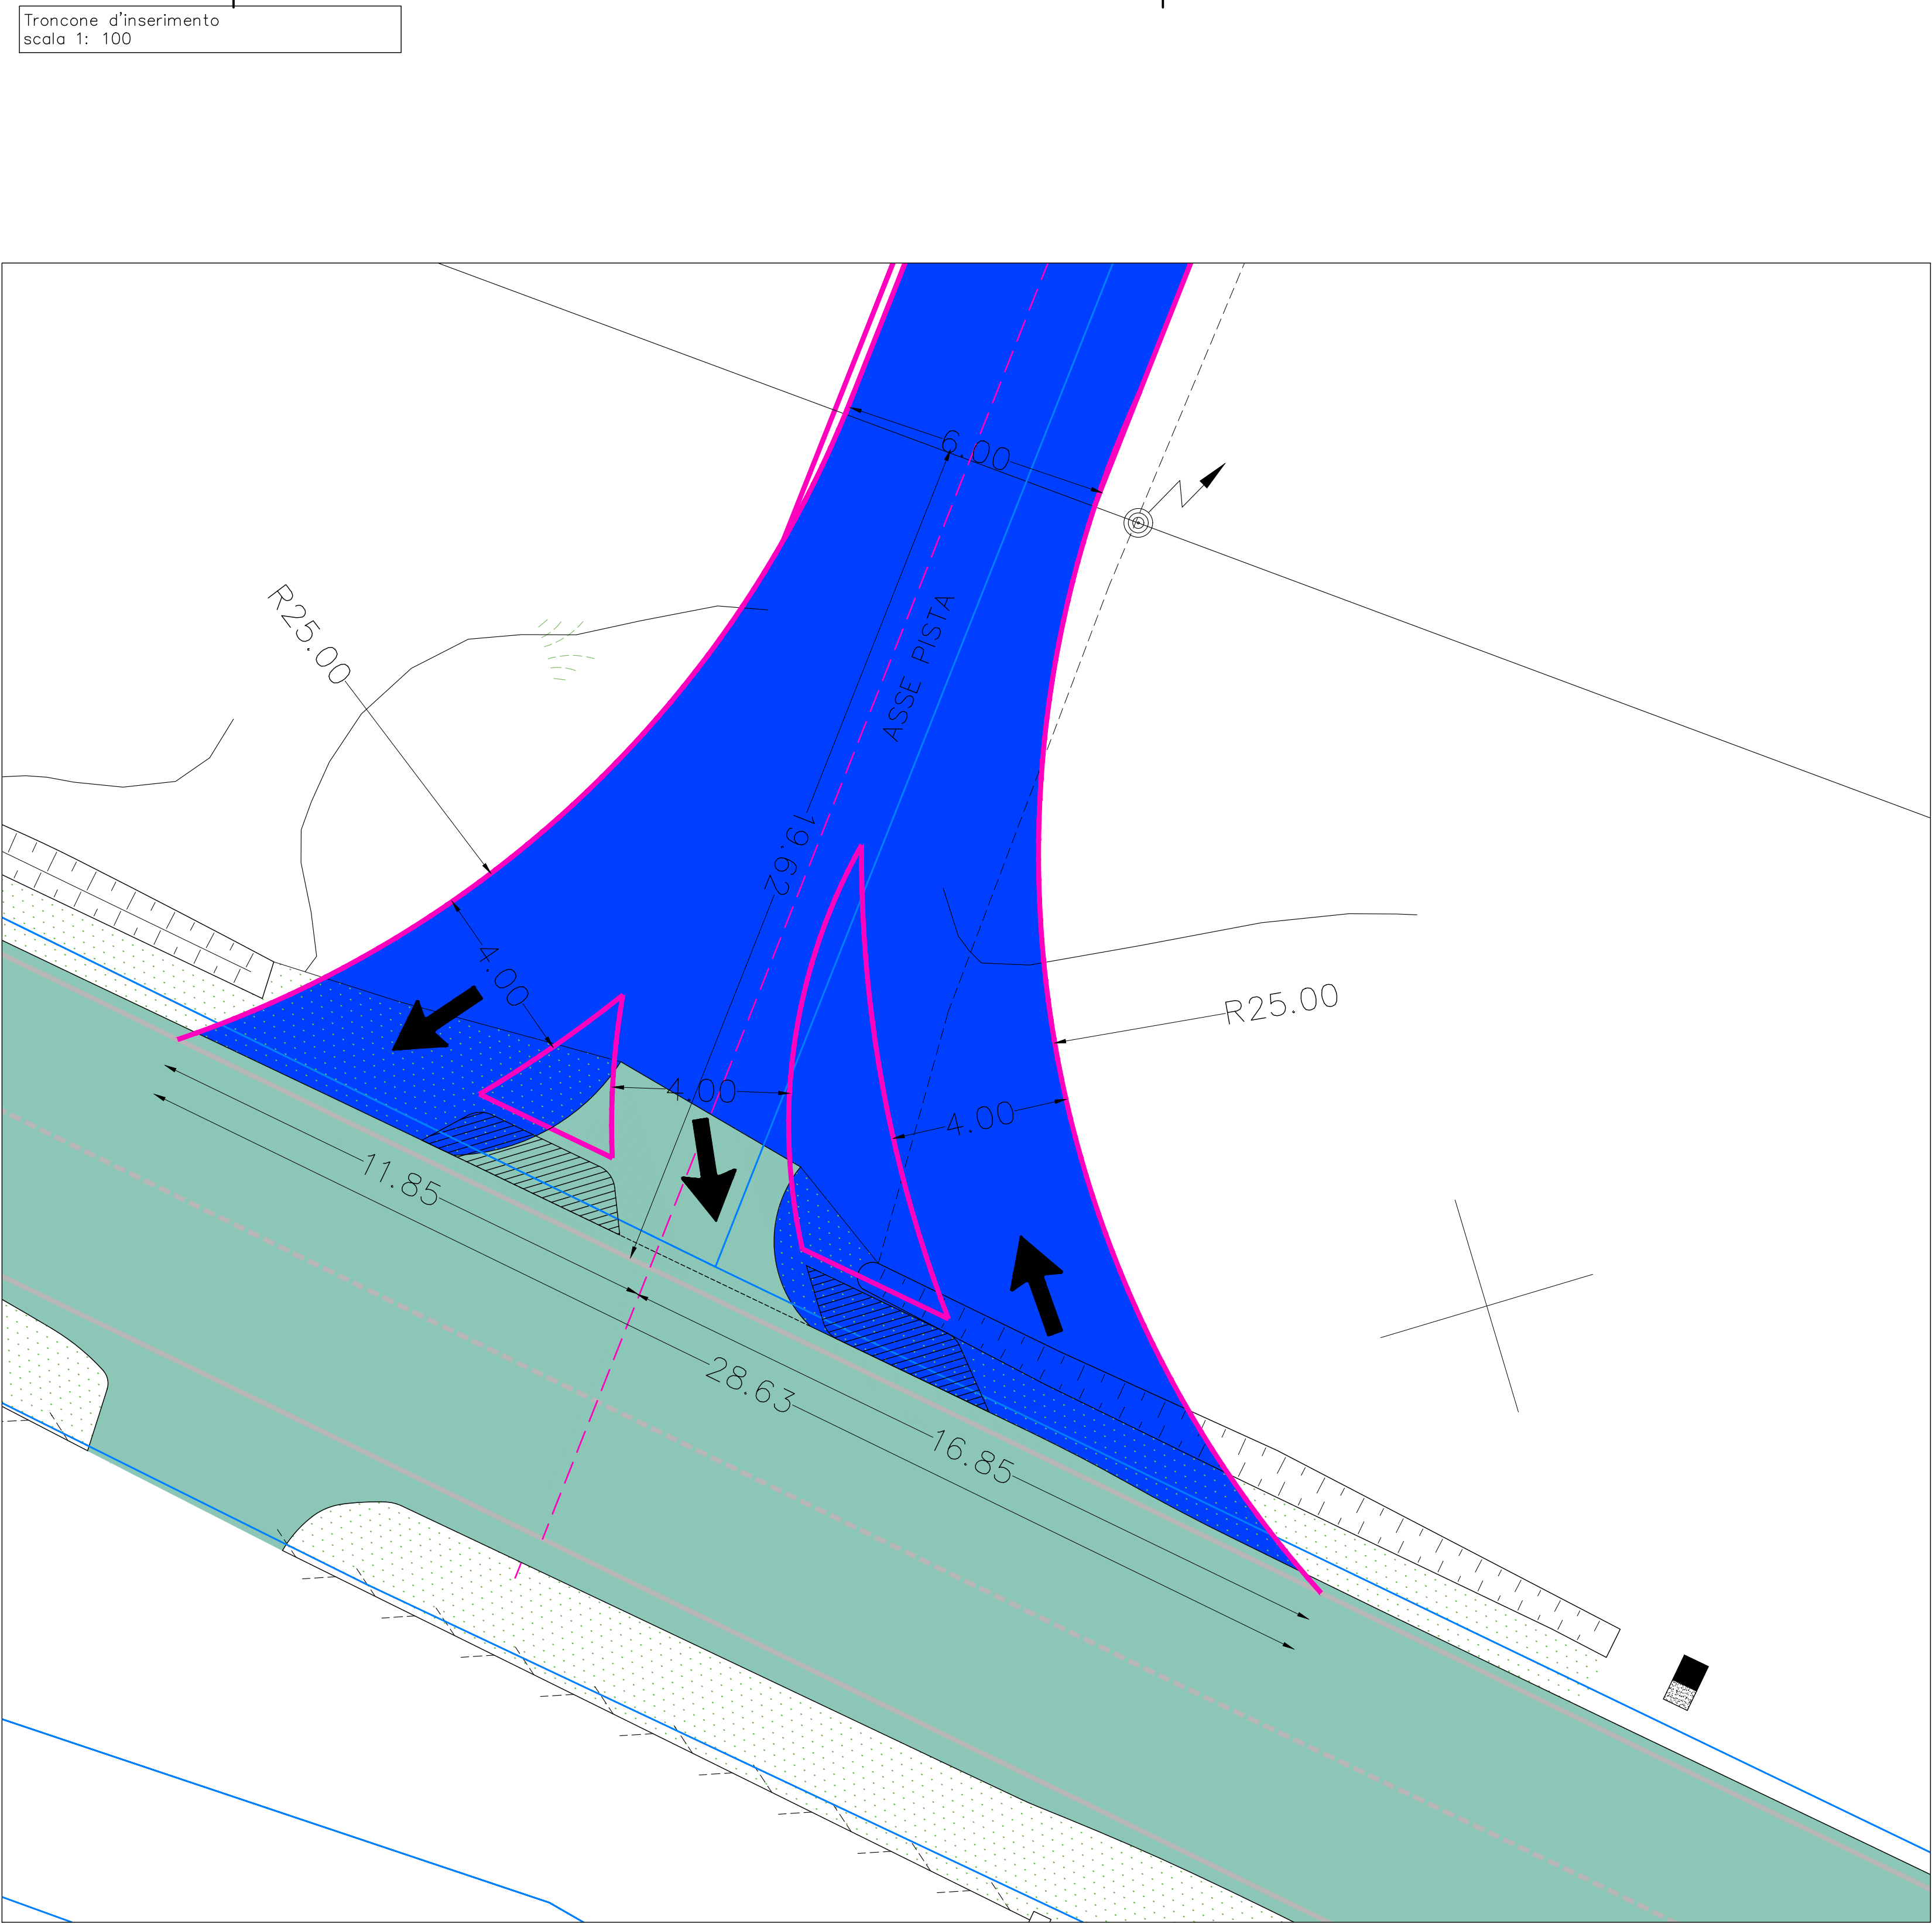 Troncone d'inserimento
scala 1: 100
6.00
R25.00
ASSE PISTA
19.62
4.00
R25.00
4.00
4.00
11.85
28.63
16.85